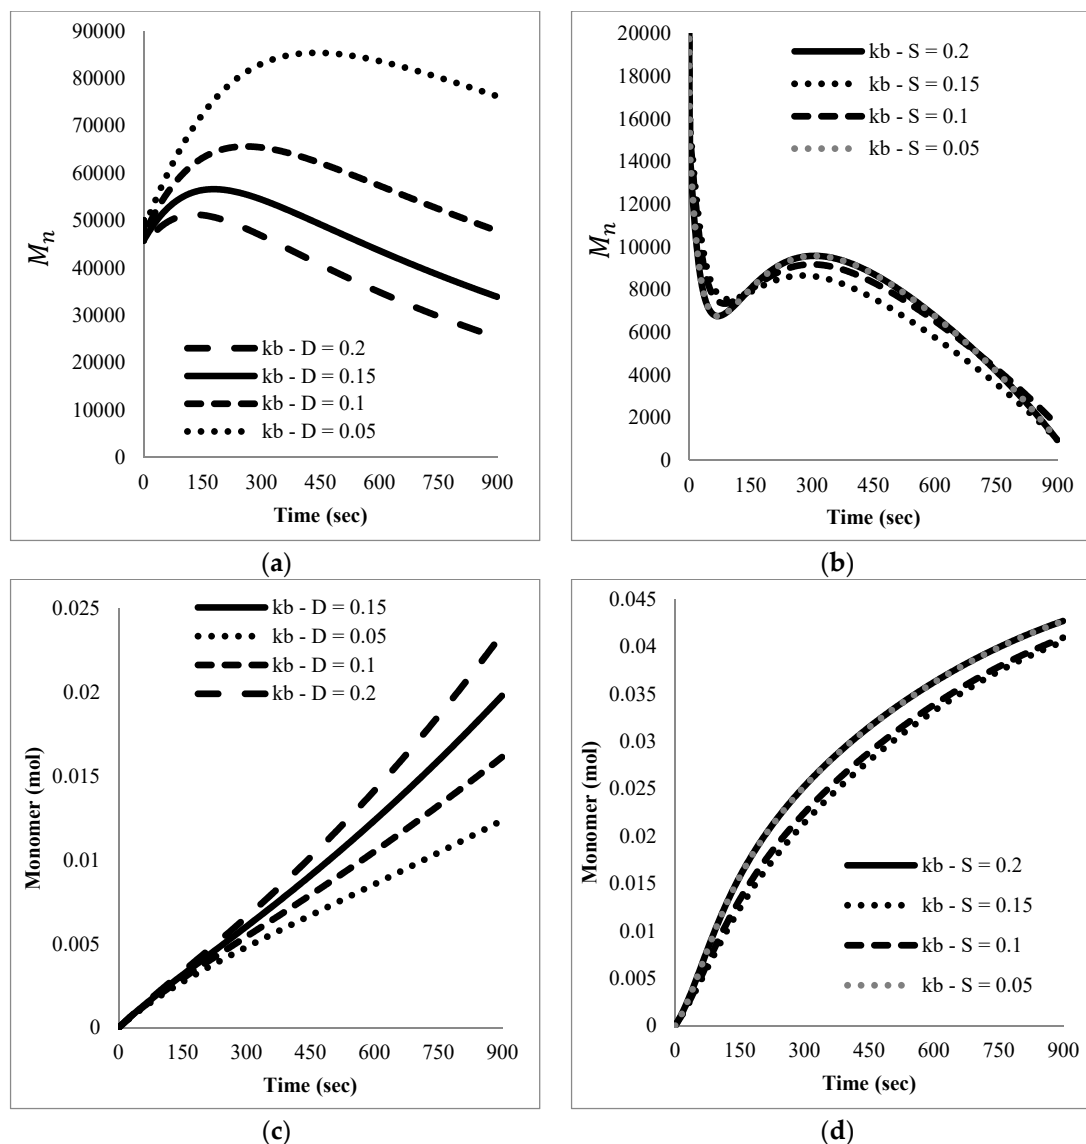 90000
80000
70000
60000
50000
40000
30000
20000
10000
0
M_n
kb - D = 0.2
kb - D = 0.15
kb - D = 0.1
kb - D = 0.05
0 150 300 450 600 750 900
Time (sec)
(a)
20000
18000
16000
14000
12000
10000
8000
6000
4000
2000
0
M_n
kb - S = 0.2
kb - S = 0.15
kb - S = 0.1
kb - S = 0.05
0 150 300 450 600 750 900
Time (sec)
(b)
0.025
0.02
0.015
0.01
0.005
0
Monomer (mol)
kb - D = 0.15
kb - D = 0.05
kb - D = 0.1
kb - D = 0.2
0 150 300 450 600 750 900
Time (sec)
(c)
0.045
0.04
0.035
0.03
0.025
0.02
0.015
0.01
0.005
0
Monomer (mol)
kb - S = 0.2
kb - S = 0.15
kb - S = 0.1
kb - S = 0.05
0 150 300 450 600 750 900
Time (sec)
(d)